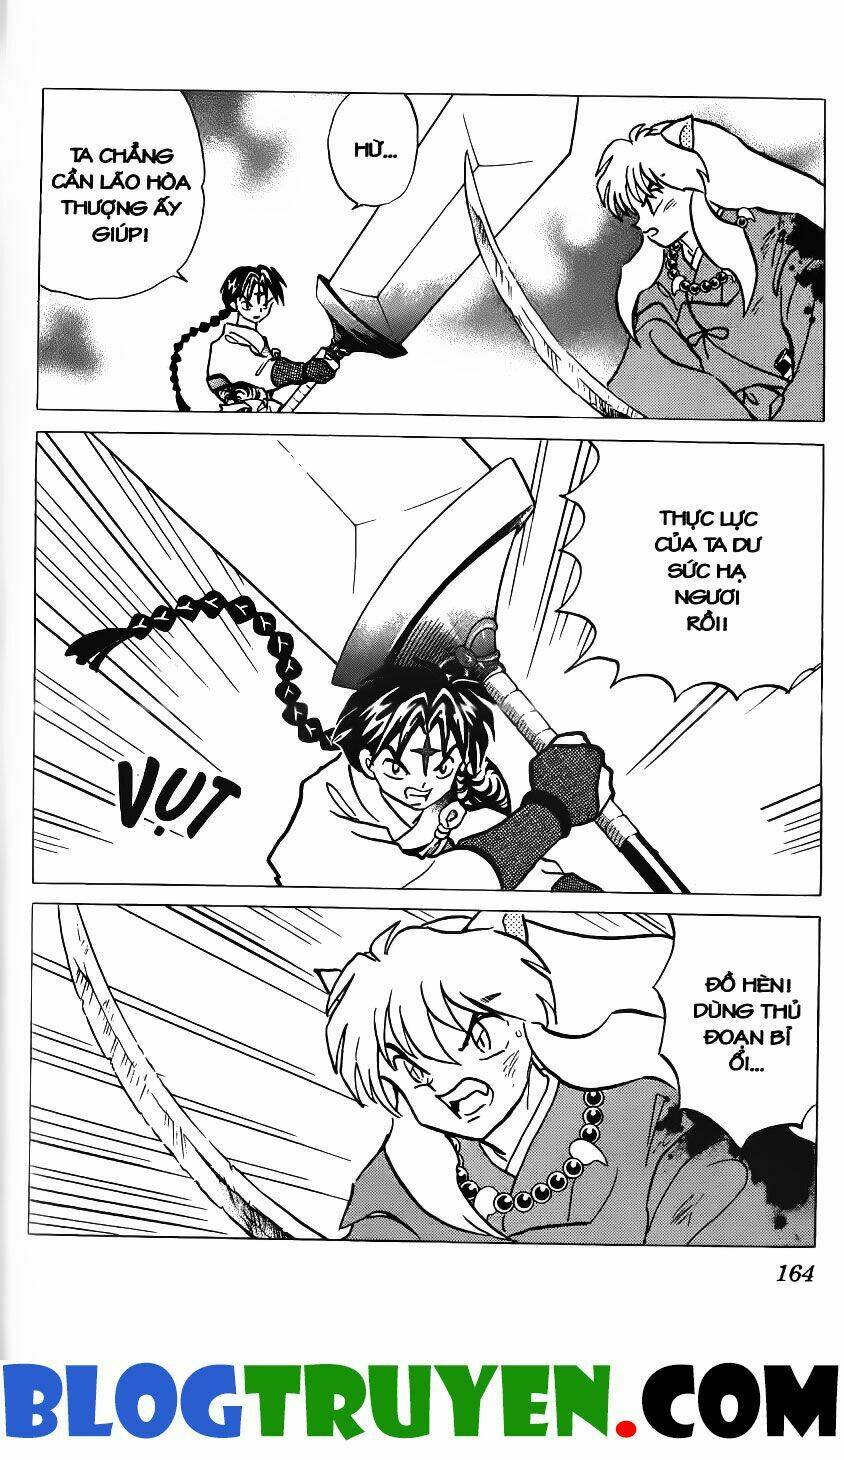 HỪ...
TA CHẲNG
CẦN LÃO HÒA
THƯỢNG ẤY
GIÚP!
THỰC LỰC
CỦA TA DƯ
SỨC HẠ
NGƯƠI
RỒI!
VỤT
ĐỒ HÈN!
DÙNG THỦ
ĐOẠN BỈ
ỔI...
164
BLOGTRUYEN.COM